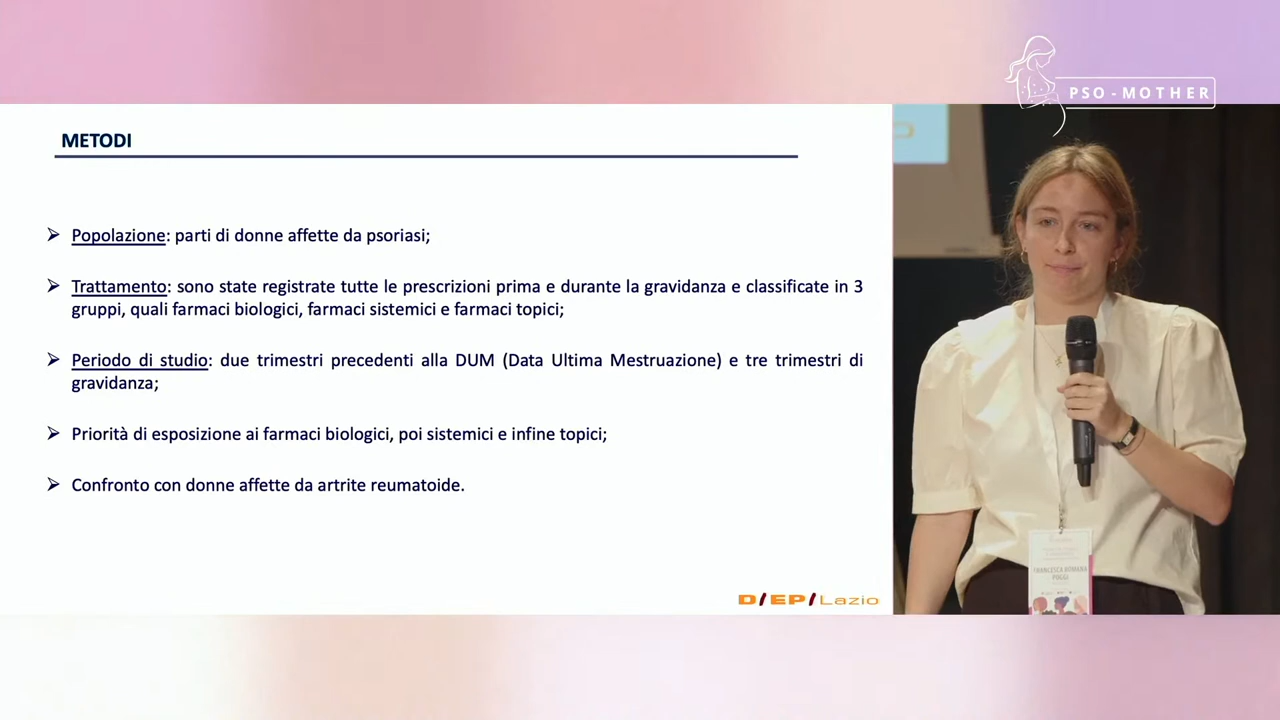 PSO-MOTHER
METODI
➢ Popolazione: parti di donne affette da psoriasi;
➢ Trattamento: sono state registrate tutte le prescrizioni prima e durante la gravidanza e classificate in 3
gruppi, quali farmaci biologici, farmaci sistemici e farmaci topici;
➢ Periodo di studio: due trimestri precedenti alla DUM (Data Ultima Mestruazione) e tre trimestri di
gravidanza;
➢ Priorità di esposizione ai farmaci biologici, poi sistemici e infine topici;
➢ Confronto con donne affette da artrite reumatoide.
D/EP/Lazio
FRANCESCA ROMANA
POGGI